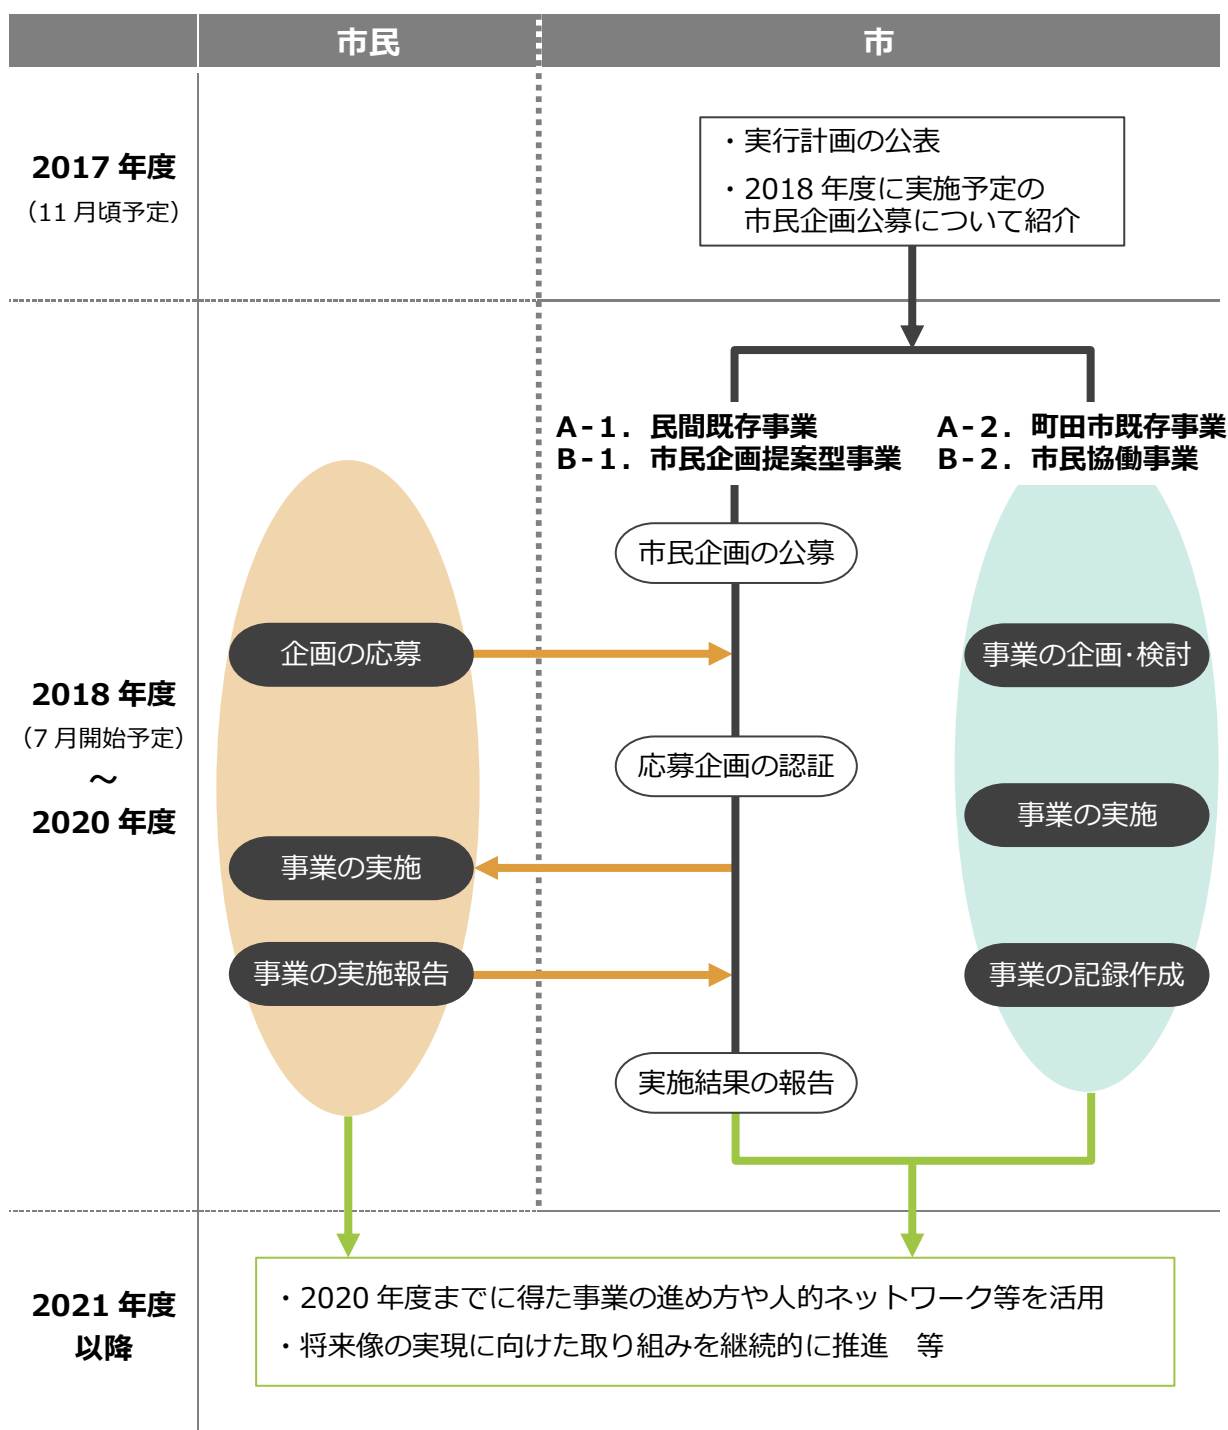 市民
市
2017 年度
（11 月頃予定）
・実行計画の公表
・2018 年度に実施予定の
市民企画公募について紹介
A-1. 民間既存事業
B-1. 市民企画提案型事業
A-2. 町田市既存事業
B-2. 市民協働事業
市民企画の公募
企画の応募
事業の企画・検討
2018 年度
（7 月開始予定）
～
2020 年度
応募企画の認証
事業の実施
事業の実施
事業の実施報告
事業の記録作成
実施結果の報告
2021 年度
以降
・2020 年度までに得た事業の進め方や人的ネットワーク等を活用
・将来像の実現に向けた取り組みを継続的に推進　等